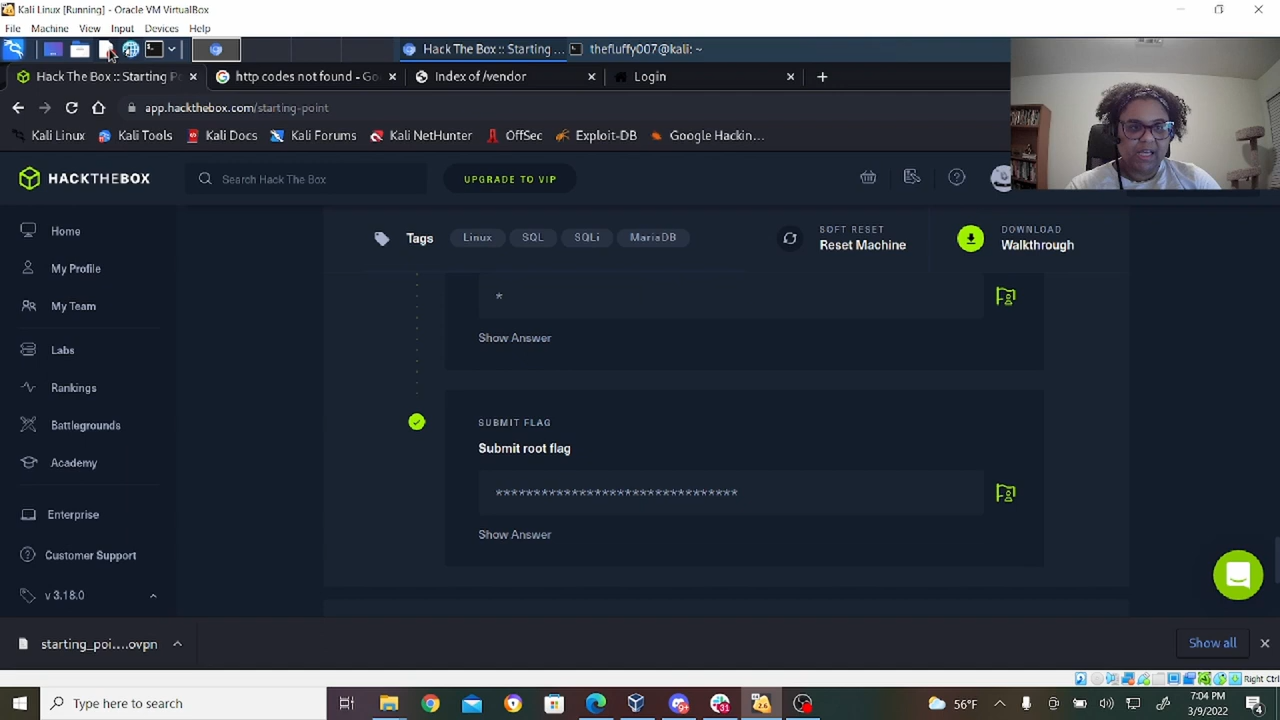 Kali Linux [Running] - Oracle VM VirtualBox
File Machine View Input Devices Help
Hack The Box :: Starting ... thefluffy007@kali: ~
Hack The Box :: Starting P http codes not found - Go Index of /vendor Login
app.hackthebox.com/starting-point
Kali Linux Kali Tools Kali Docs Kali Forums Kali NetHunter OffSec Exploit-DB Google Hackin...
HACKTHEBOX Search Hack The Box UPGRADE TO VIP
Tags Linux SQL SQLi MariaDB
SOFT RESET
Reset Machine
DOWNLOAD
Walkthrough
Home
My Profile
My Team
Labs
Rankings
Battlegrounds
Academy
Enterprise
Customer Support
v 3.18.0
*
Show Answer
SUBMIT FLAG
Submit root flag
********************************
Show Answer
starting_poi....ovpn Show all
Right Ctrl
Type here to search 56°F 7:04 PM
3/9/2022